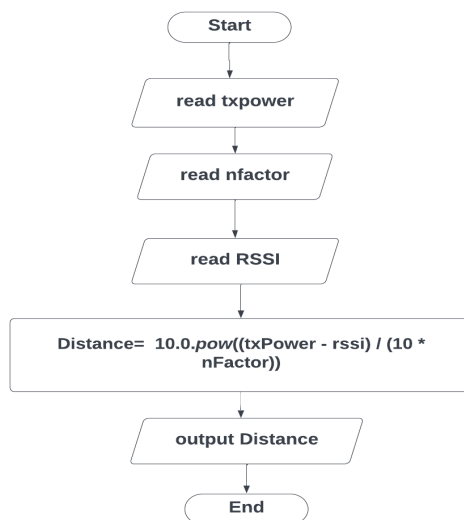 Start
read txpower
read nfactor
read RSSI
Distance= 10.0.pow((txPower - rssi) / (10 *
nFactor))
output Distance
End